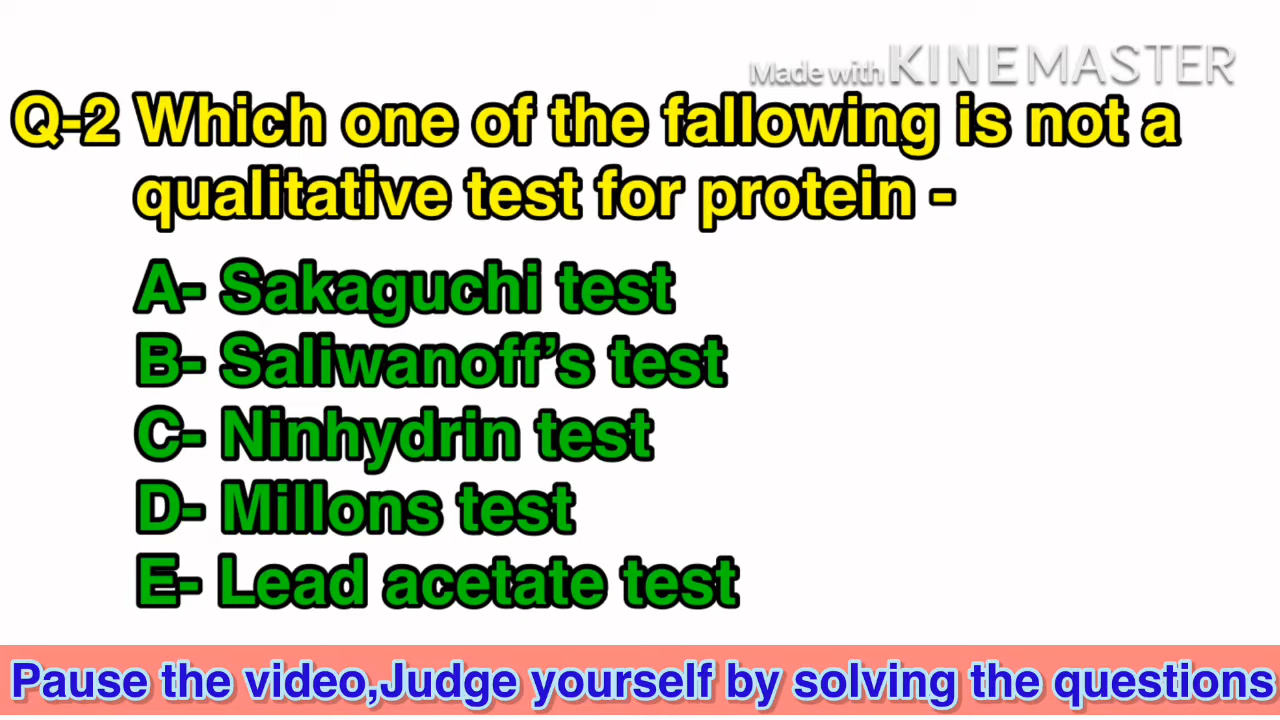 Made with KINEMASTER
Q-2 Which one of the fallowing is not a
qualitative test for protein -
A- Sakaguchi test
B- Saliwanoff’s test
C- Ninhydrin test
D- Millons test
E- Lead acetate test
Pause the video,Judge yourself by solving the questions